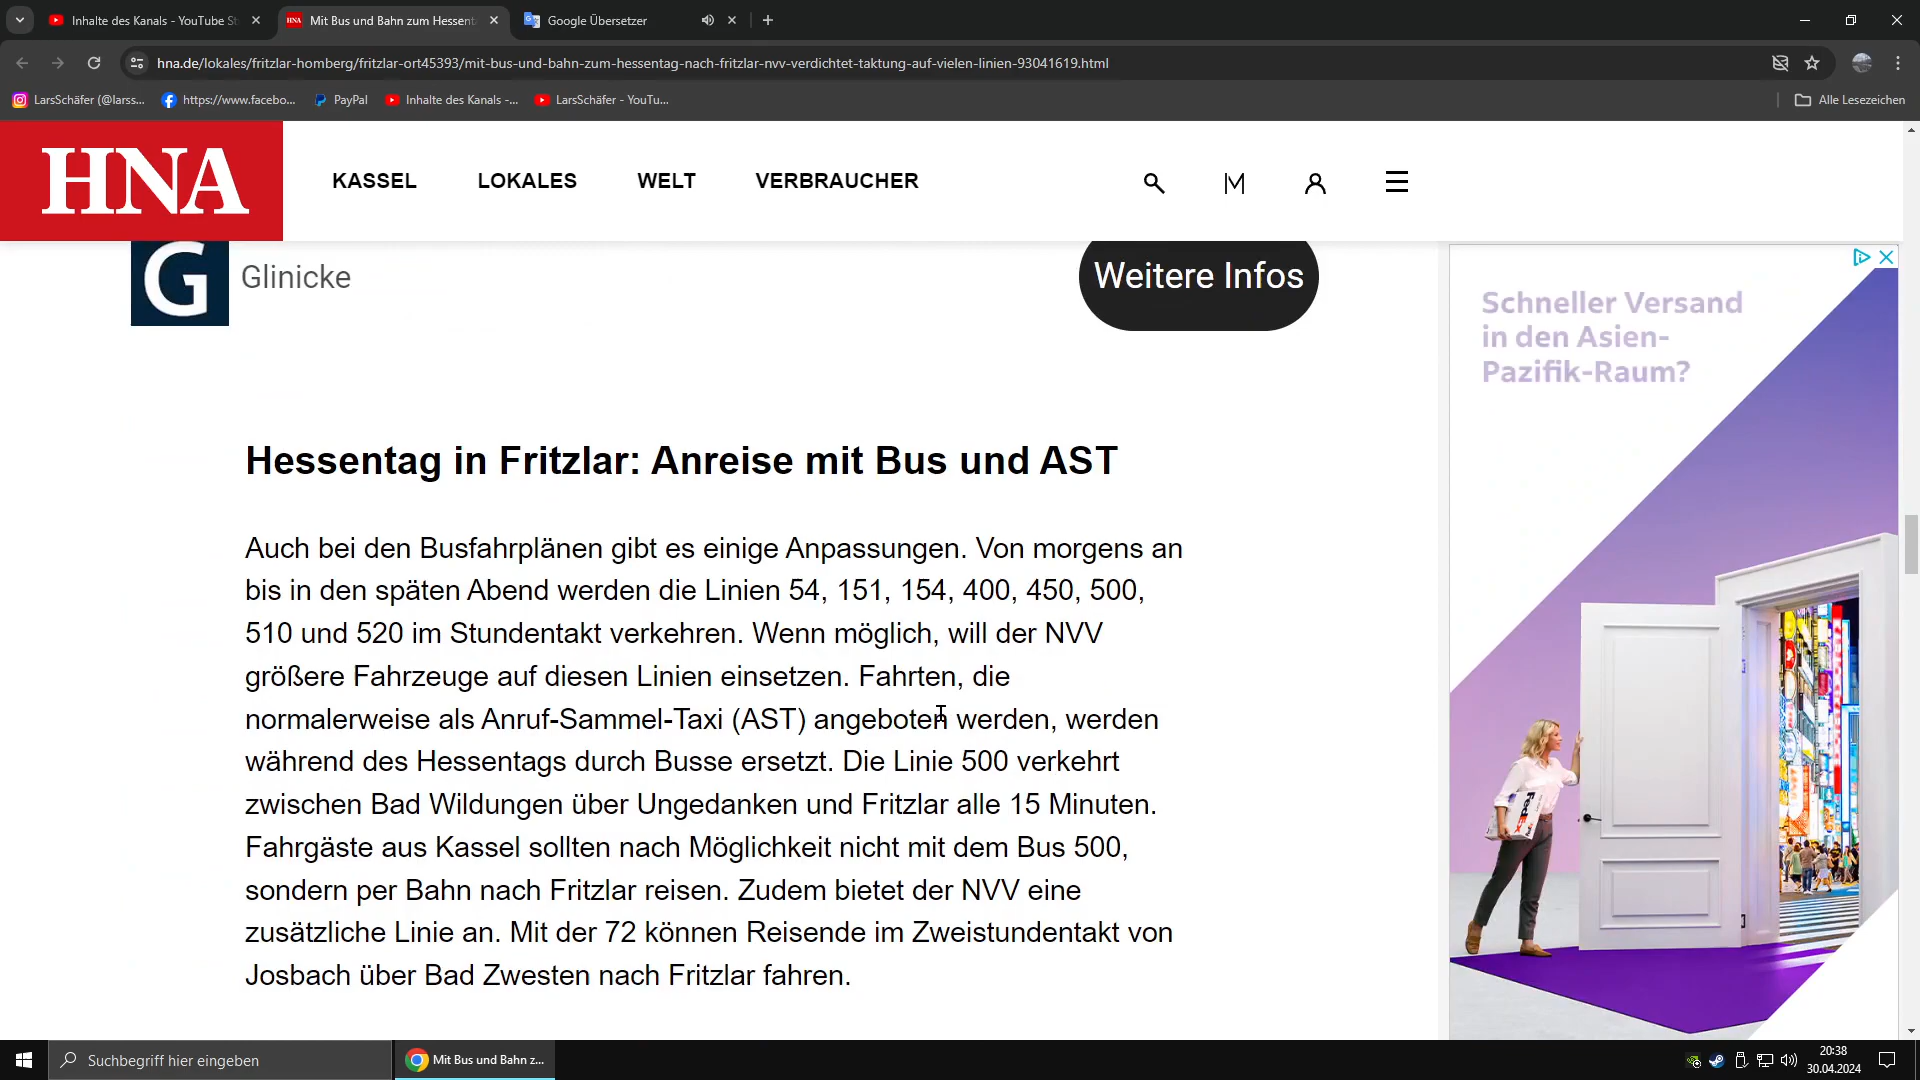 Inhalte des Kanals - YouTube St
Mit Bus und Bahn zum Hessent
Google Übersetzer
hna.de/lokales/fritzlar-homberg/fritzlar-ort45393/mit-bus-und-bahn-zum-hessentag-nach-fritzlar-nvv-verdichtet-taktung-auf-vielen-linien-93041619.html
LarsSchäfer (@larss...
https://www.facebo...
PayPal
Inhalte des Kanals -...
LarsSchäfer - YouTu...
Alle Lesezeichen
HNA
KASSEL
LOKALES
WELT
VERBRAUCHER
G
Glinicke
Weitere Infos
Schneller Versand
in den Asien-
Pazifik-Raum?
FedEx
Hessentag in Fritzlar: Anreise mit Bus und AST
Auch bei den Busfahrplänen gibt es einige Anpassungen. Von morgens an
bis in den späten Abend werden die Linien 54, 151, 154, 400, 450, 500,
510 und 520 im Stundentakt verkehren. Wenn möglich, will der NVV
größere Fahrzeuge auf diesen Linien einsetzen. Fahrten, die
normalerweise als Anruf-Sammel-Taxi (AST) angeboten werden, werden
während des Hessentags durch Busse ersetzt. Die Linie 500 verkehrt
zwischen Bad Wildungen über Ungedanken und Fritzlar alle 15 Minuten.
Fahrgäste aus Kassel sollten nach Möglichkeit nicht mit dem Bus 500,
sondern per Bahn nach Fritzlar reisen. Zudem bietet der NVV eine
zusätzliche Linie an. Mit der 72 können Reisende im Zweistundentakt von
Josbach über Bad Zwesten nach Fritzlar fahren.
Suchbegriff hier eingeben
Mit Bus und Bahn z...
20:38
30.04.2024